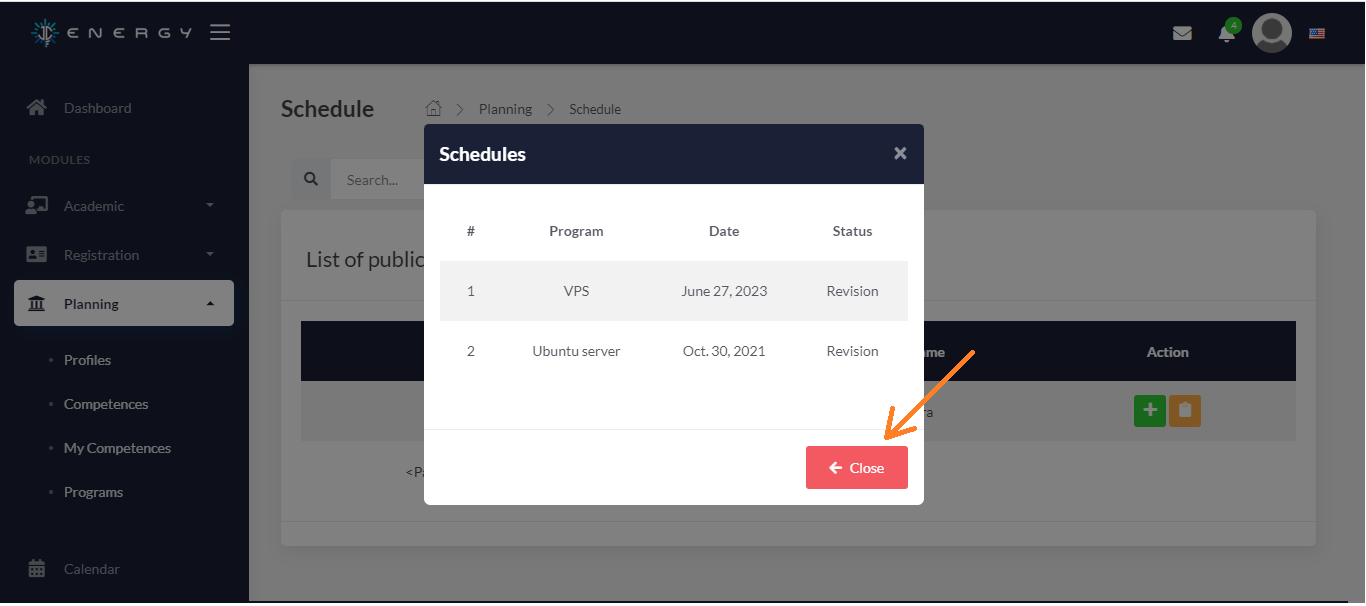 ENERGY
4
Dashboard
MODULES
Academic
Registration
Planning
Profiles
Competences
My Competences
Programs
Calendar
Schedule
Planning
Schedule
Search...
List of public
Action
Schedules
×
# Program Date Status
1 VPS June 27, 2023 Revision
2 Ubuntu server Oct. 30, 2021 Revision
Close